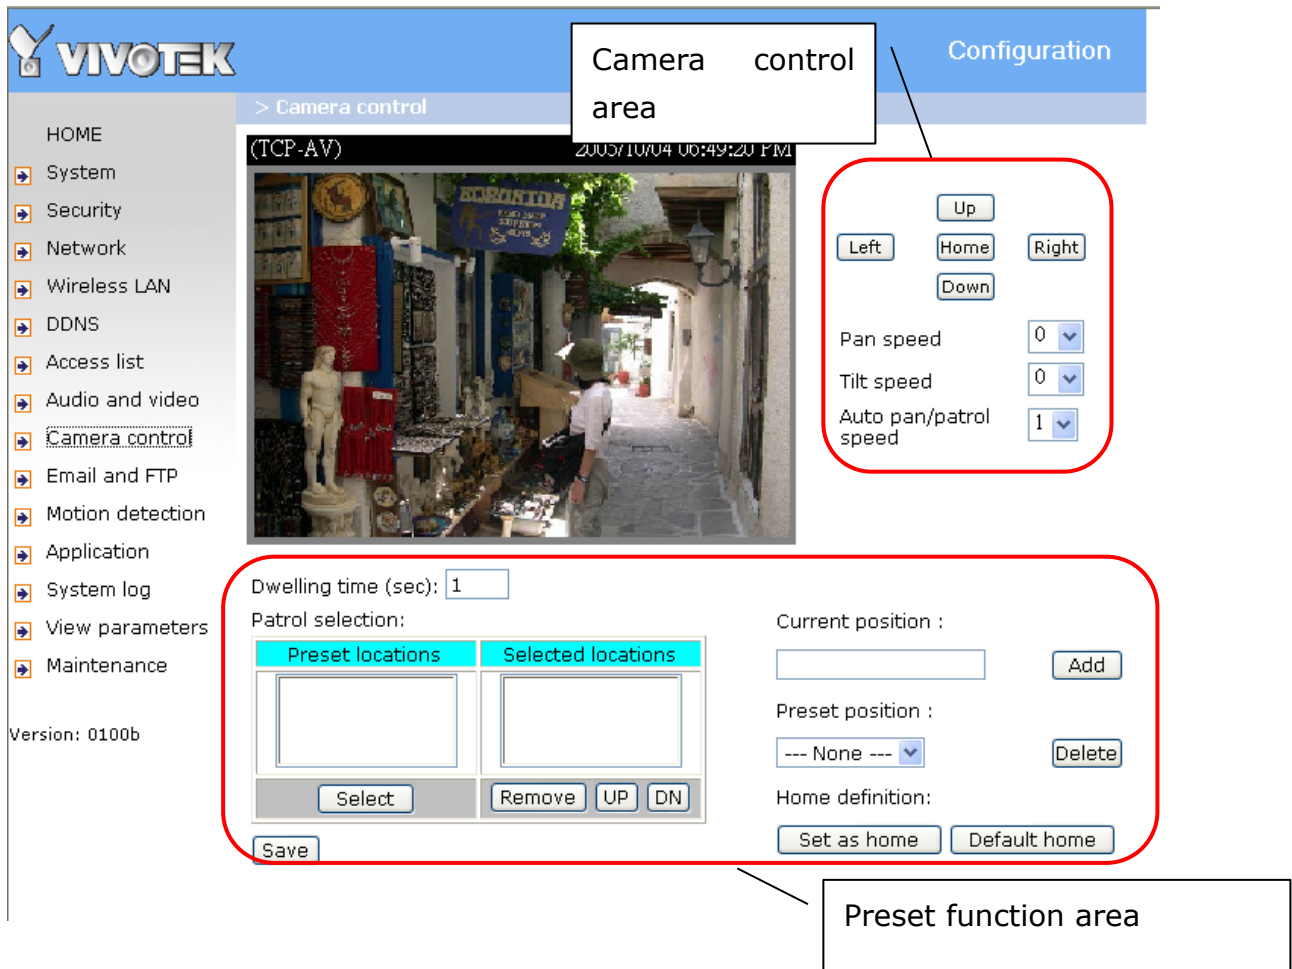 VIVOTEK
Camera control
area
Configuration
> Camera control
HOME
System
Security
Network
Wireless LAN
DDNS
Access list
Audio and video
Camera control
Email and FTP
Motion detection
Application
System log
View parameters
Maintenance
Version: 0100b
(TCP-AV) 2005/10/04 06:49:20 PM
Up
Left Home Right
Down
Pan speed 0
Tilt speed 0
Auto pan/patrol
speed 1
Dwelling time (sec): 1
Patrol selection:
Preset locations Selected locations
Select Remove UP DN
Save
Current position :
Add
Preset position :
--- None --- Delete
Home definition:
Set as home Default home
Preset function area